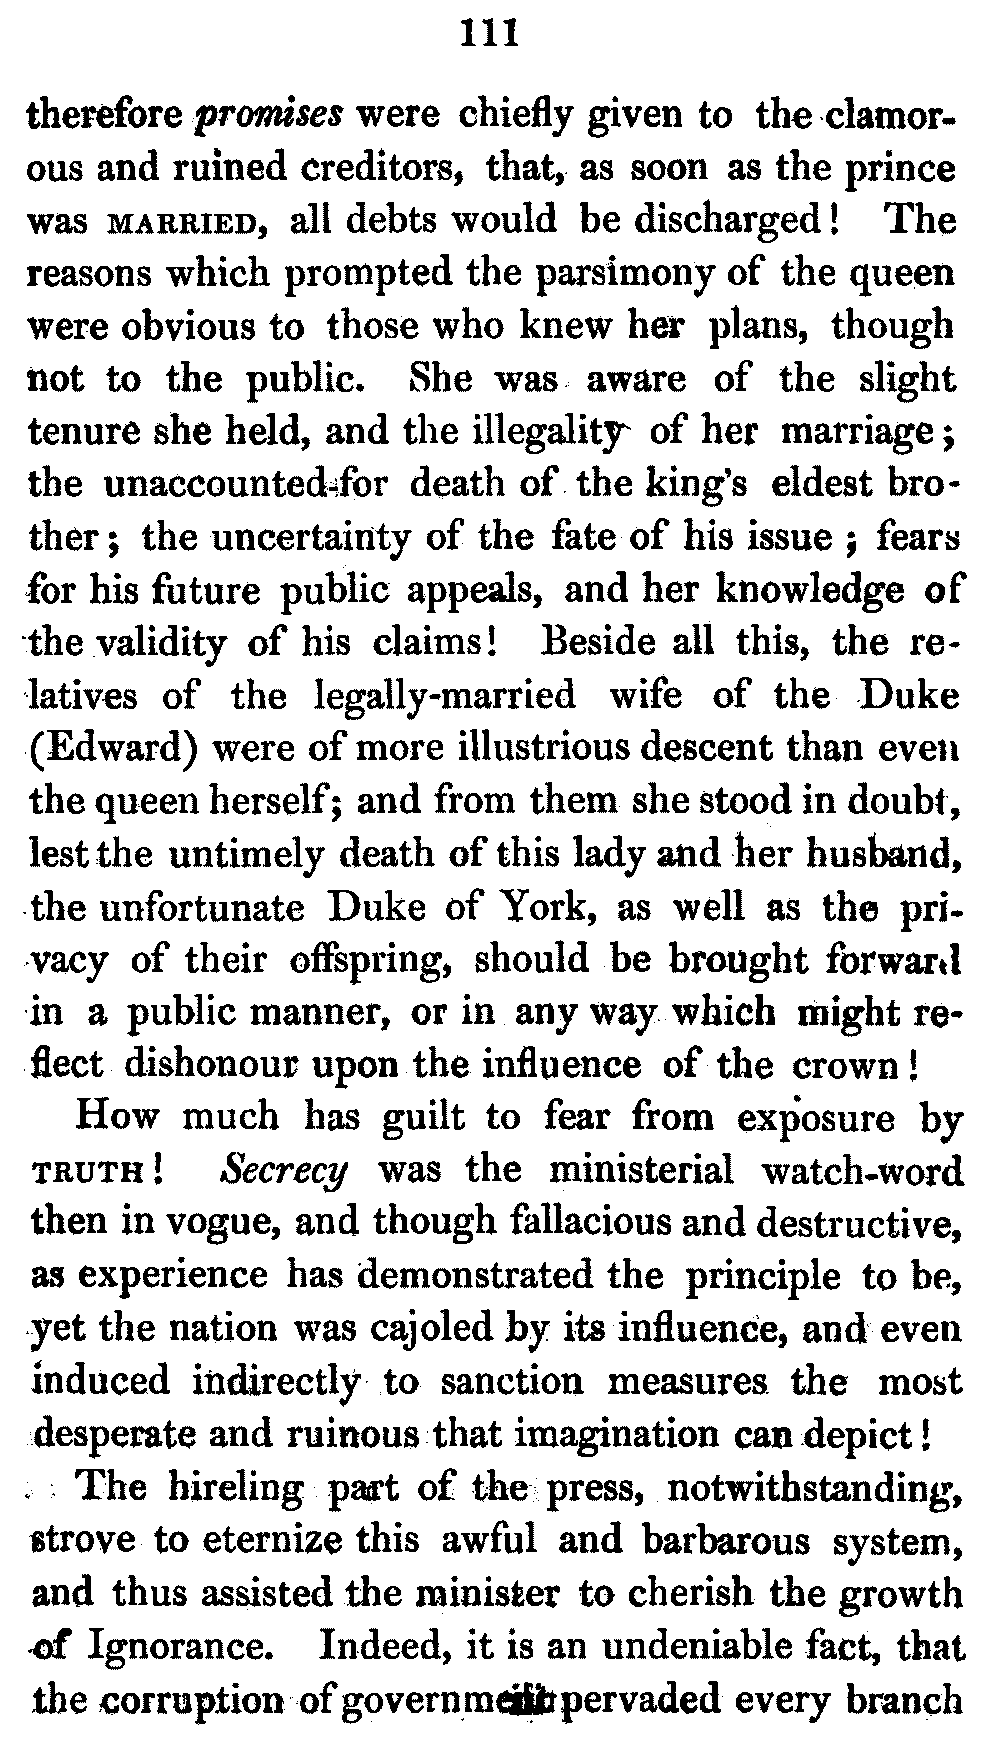 111
therefore promises were chiefly given to the clamor-
ous and ruined creditors, that, as soon as the prince
was MARRIED, all debts would be discharged! The
reasons which prompted the parsimony of the queen
were obvious to those who knew her plans, though
not to the public. She was aware of the slight
tenure she held, and the illegality of her marriage;
the unaccounted-for death of the king's eldest bro-
ther; the uncertainty of the fate of his issue; fears
for his future public appeals, and her knowledge of
the validity of his claims! Beside all this, the re-
latives of the legally-married wife of the Duke
(Edward) were of more illustrious descent than even
the queen herself; and from them she stood in doubt,
lest the untimely death of this lady and her husband,
the unfortunate Duke of York, as well as the pri-
vacy of their offspring, should be brought forward
in a public manner, or in any way which might re-
flect dishonour upon the influence of the crown!
How much has guilt to fear from exposure by
TRUTH! Secrecy was the ministerial watch-word
then in vogue, and though fallacious and destructive,
as experience has demonstrated the principle to be,
yet the nation was cajoled by its influence, and even
induced indirectly to sanction measures the most
desperate and ruinous that imagination can depict!
The hireling part of the press, notwithstanding,
strove to eternize this awful and barbarous system,
and thus assisted the minister to cherish the growth
of Ignorance. Indeed, it is an undeniable fact, that
the corruption of government pervaded every branch